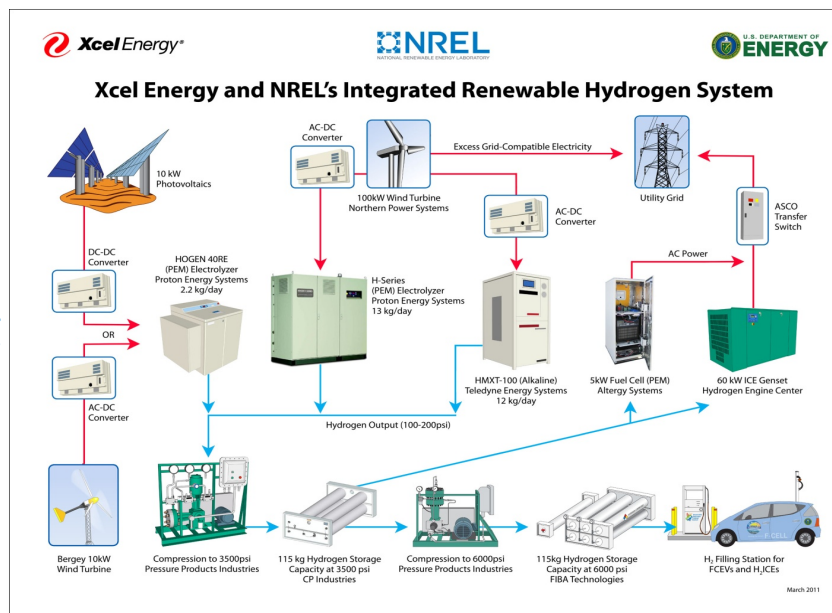 Xcel Energy®
NREL
NATIONAL RENEWABLE ENERGY LABORATORY
U.S. DEPARTMENT OF
ENERGY
Xcel Energy and NREL's Integrated Renewable Hydrogen System
10 kW
Photovoltaics
AC-DC
Converter
100kW Wind Turbine
Northern Power Systems
Excess Grid-Compatible Electricity
Utility Grid
ASCO
Transfer
Switch
AC-DC
Converter
DC-DC
Converter
HOGEN 40RE
(PEM) Electrolyzer
Proton Energy Systems
2.2 kg/day
H-Series
(PEM) Electrolyzer
Proton Energy Systems
13 kg/day
AC Power
OR
AC-DC
Converter
HMXT-100 (Alkaline)
Teledyne Energy Systems
12 kg/day
5kW Fuel Cell (PEM)
Altergy Systems
60 kW ICE Genset
Hydrogen Engine Center
Hydrogen Output (100-200psi)
Bergey 10kW
Wind Turbine
Compression to 3500psi
Pressure Products Industries
115 kg Hydrogen Storage
Capacity at 3500 psi
CP Industries
Compression to 6000psi
Pressure Products Industries
115kg Hydrogen Storage
Capacity at 6000 psi
FIBA Technologies
F-CELL
H₂ Filling Station for
FCEVs and H₂ICEs
March 2011